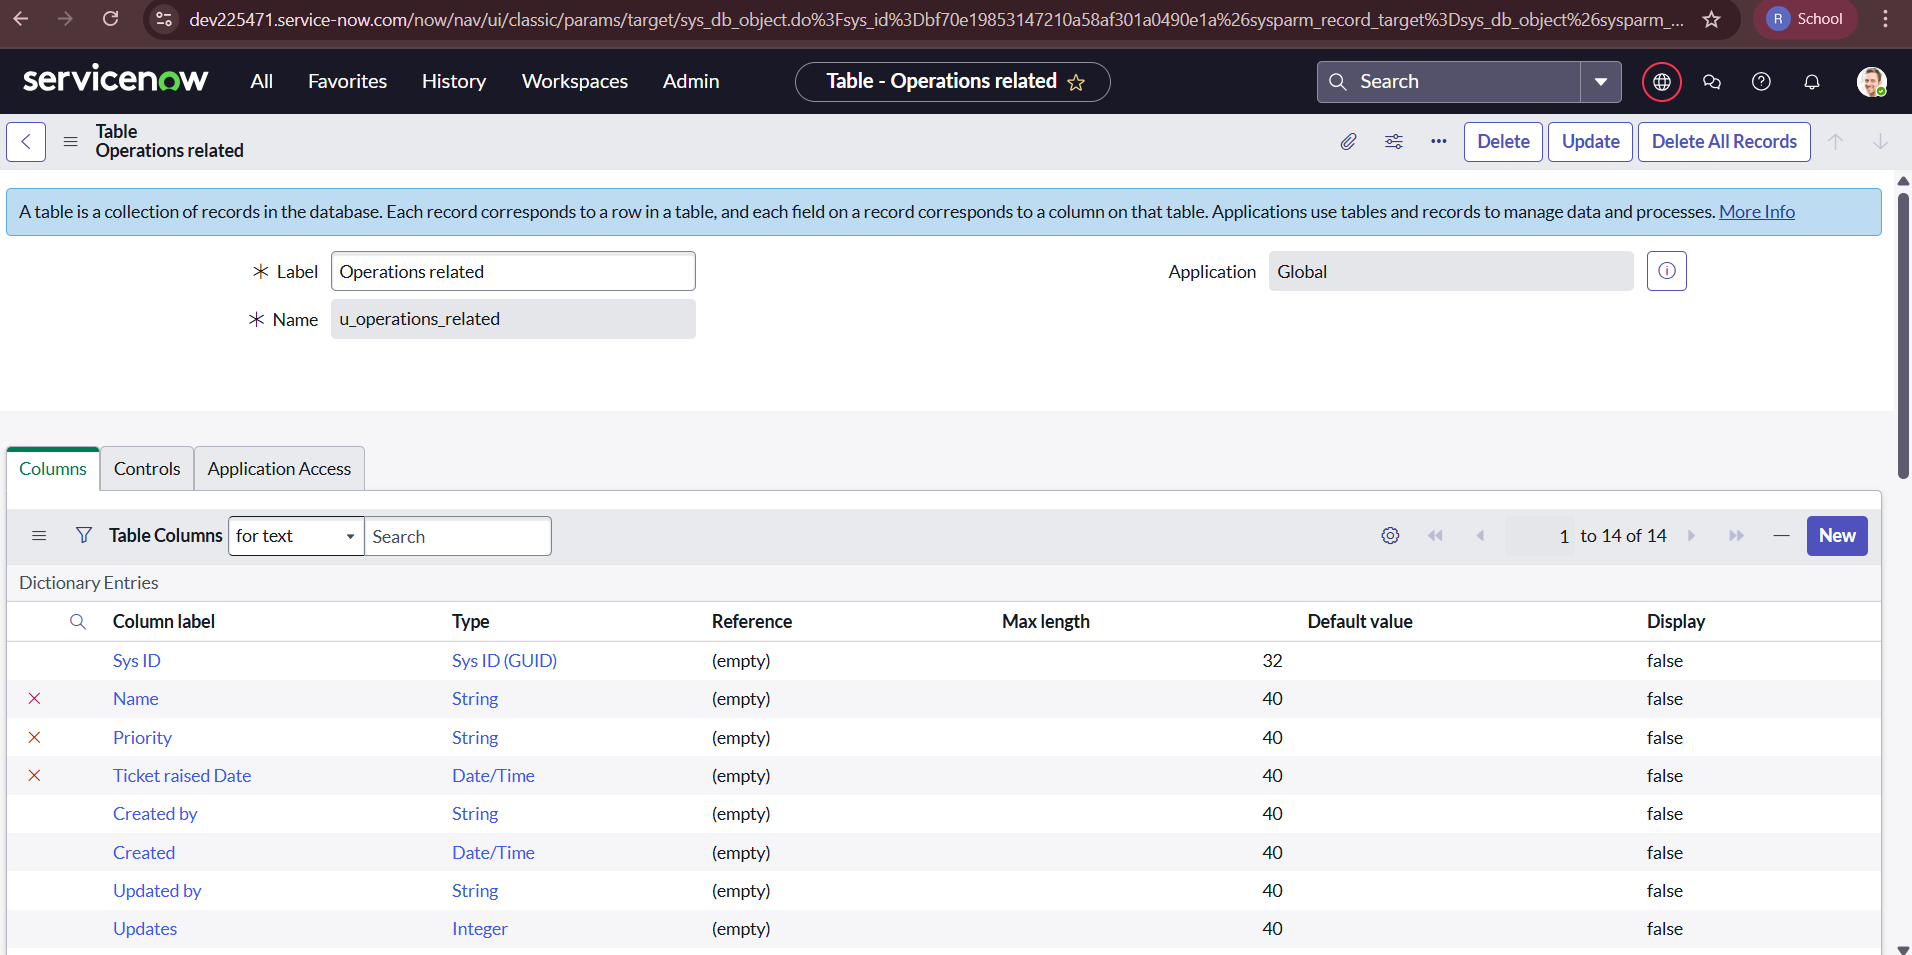 dev225471.service-now.com/now/nav/ui/classic/params/target/sys_db_object.do%3Fsys_id%3Dbf70e19853147210a58af301a0490e1a%26sysparm_record_target%3Dsys_db_object%26sysparm_...
R School
servicenow All Favorites History Workspaces Admin Table - Operations related Search
Table
Operations related
Delete Update Delete All Records
A table is a collection of records in the database. Each record corresponds to a row in a table, and each field on a record corresponds to a column on that table. Applications use tables and records to manage data and processes. More Info
Label Operations related Application Global
Name u_operations_related
Columns Controls Application Access
Table Columns for text Search 1 to 14 of 14 New
Dictionary Entries
Column label Type Reference Max length Default value Display
Sys ID Sys ID (GUID) (empty) 32 false
Name String (empty) 40 false
Priority String (empty) 40 false
Ticket raised Date Date/Time (empty) 40 false
Created by String (empty) 40 false
Created Date/Time (empty) 40 false
Updated by String (empty) 40 false
Updates Integer (empty) 40 false